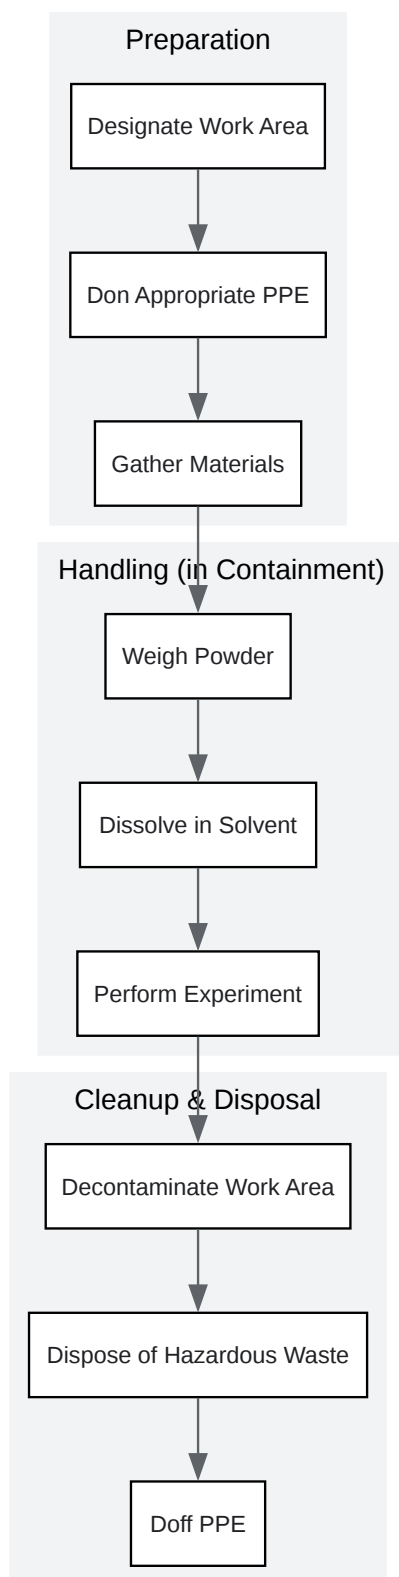 Preparation
Designate Work Area
Don Appropriate PPE
Gather Materials
Handling (in Containment)
Weigh Powder
Dissolve in Solvent
Perform Experiment
Cleanup & Disposal
Decontaminate Work Area
Dispose of Hazardous Waste
Doff PPE